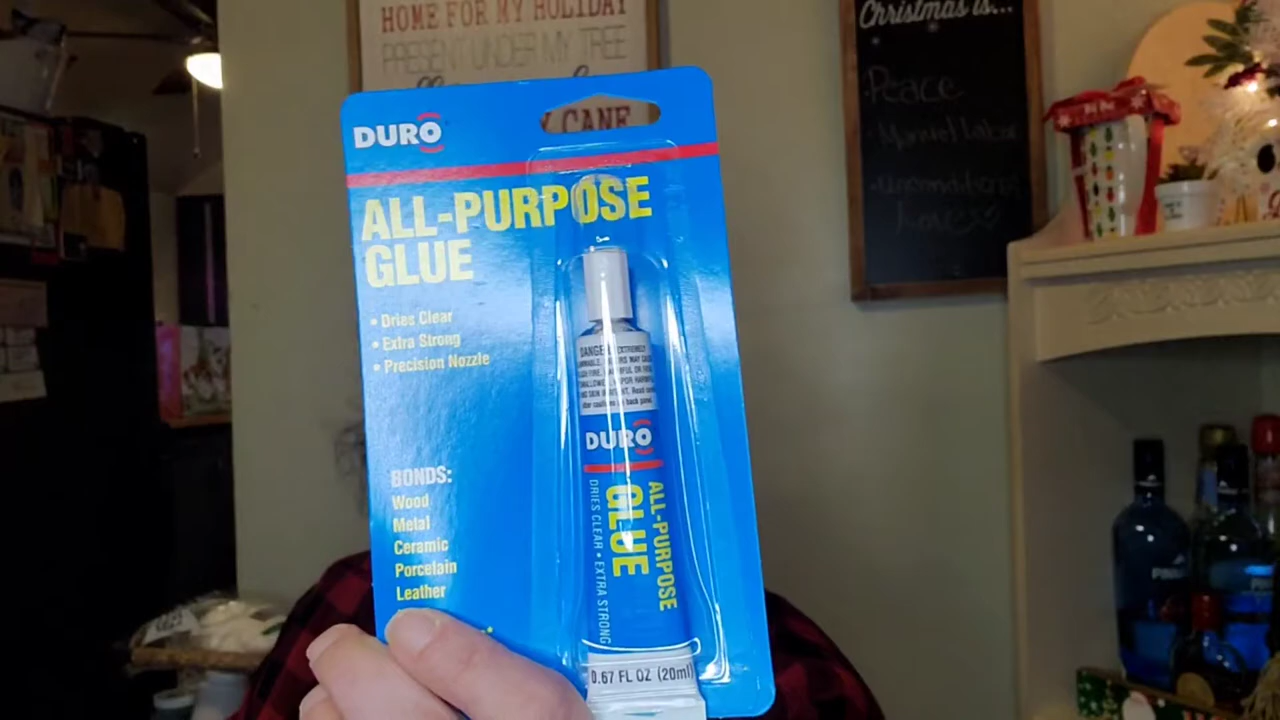 HOME FOR MY HOLIDAY
PRESENT UNDER MY TREE
Y CANE
Christmas is...
Peace
DURO
ALL-PURPOSE
GLUE
• Dries Clear
• Extra Strong
• Precision Nozzle
BONDS:
Wood
Metal
Ceramic
Porcelain
Leather
DANGER EXTREMELY
DURO
ALL-PURPOSE
GLUE
DRIES CLEAR • EXTRA STRONG
0.67 FL OZ (20ml)